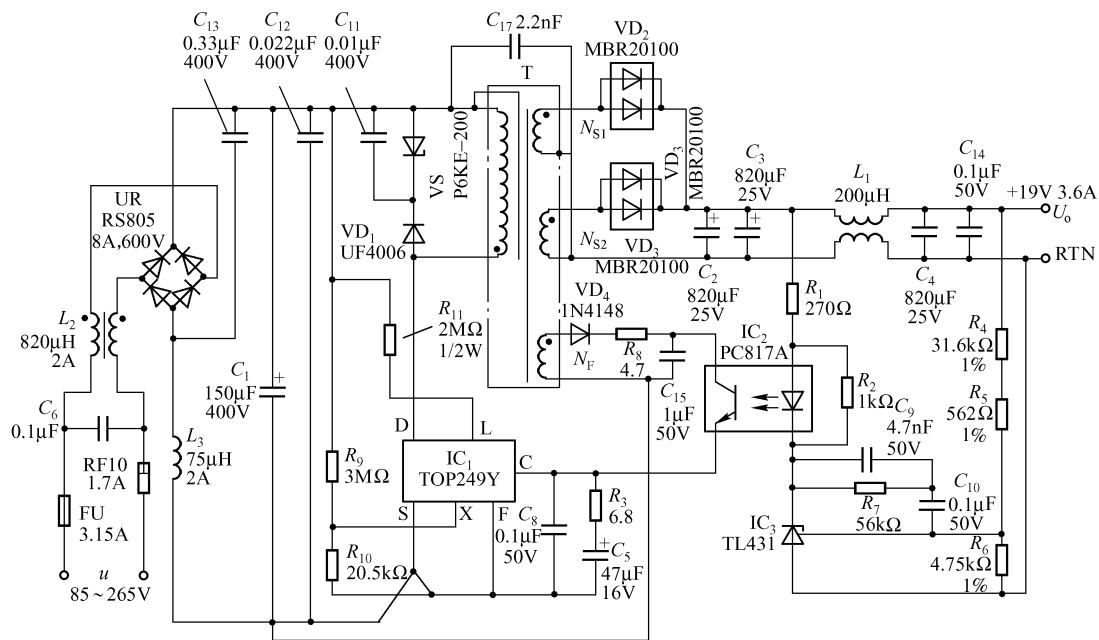 C13
0.33µF
400V
C12
0.022µF
400V
C11
0.01µF
400V
C17 2.2nF
VD2
MBR20100
T
NS1
VS
P6KE−200
VD3
MBR20100
C3
820µF
25V
L1
200µH
C14
0.1µF
50V
+19V 3.6A
Uo
RTN
UR
RS805
8A,600V
VD1
UF4006
NS2
VD3
MBR20100
C2
820µF
25V
C4
820µF
25V
R1
270Ω
VD4
1N4148
R11
2MΩ
1/2W
L2
820µH
2A
C1
150µF
400V
NF
R8
4.7
IC2
PC817A
C15
1µF
50V
R2
1kΩ
R4
31.6kΩ
1%
R5
562Ω
1%
C9
4.7nF
50V
C6
0.1µF
L3
75µH
2A
RF10
1.7A
FU
3.15A
D
L
R9
3MΩ
IC1
TOP249Y
C
S
X
F
C8
0.1µF
50V
R3
6.8
C5
47µF
16V
R7
56kΩ
C10
0.1µF
50V
IC3
TL431
R6
4.75kΩ
1%
R10
20.5kΩ
u
85~265V
+
+
+
+